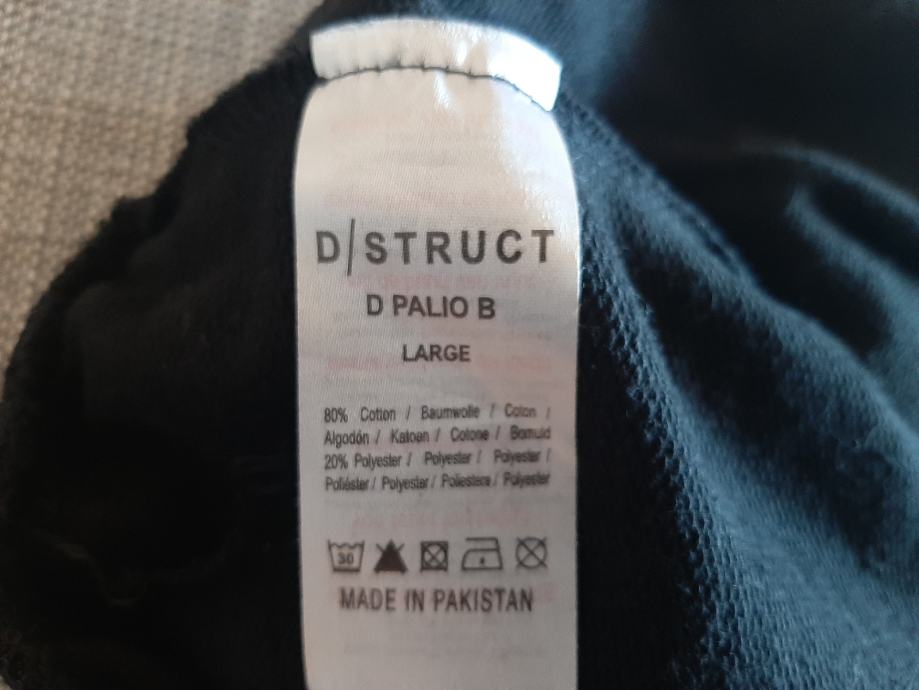 D/STRUCT
D PALIO B
LARGE
80% Cotton / Baumwolle / Coton /
Algodón / Katoen / Cotone / Bomuld
20% Polyester / Polyester / Polyester /
Poliéster / Polyester / Poliestere / Polyester
30
MADE IN PAKISTAN